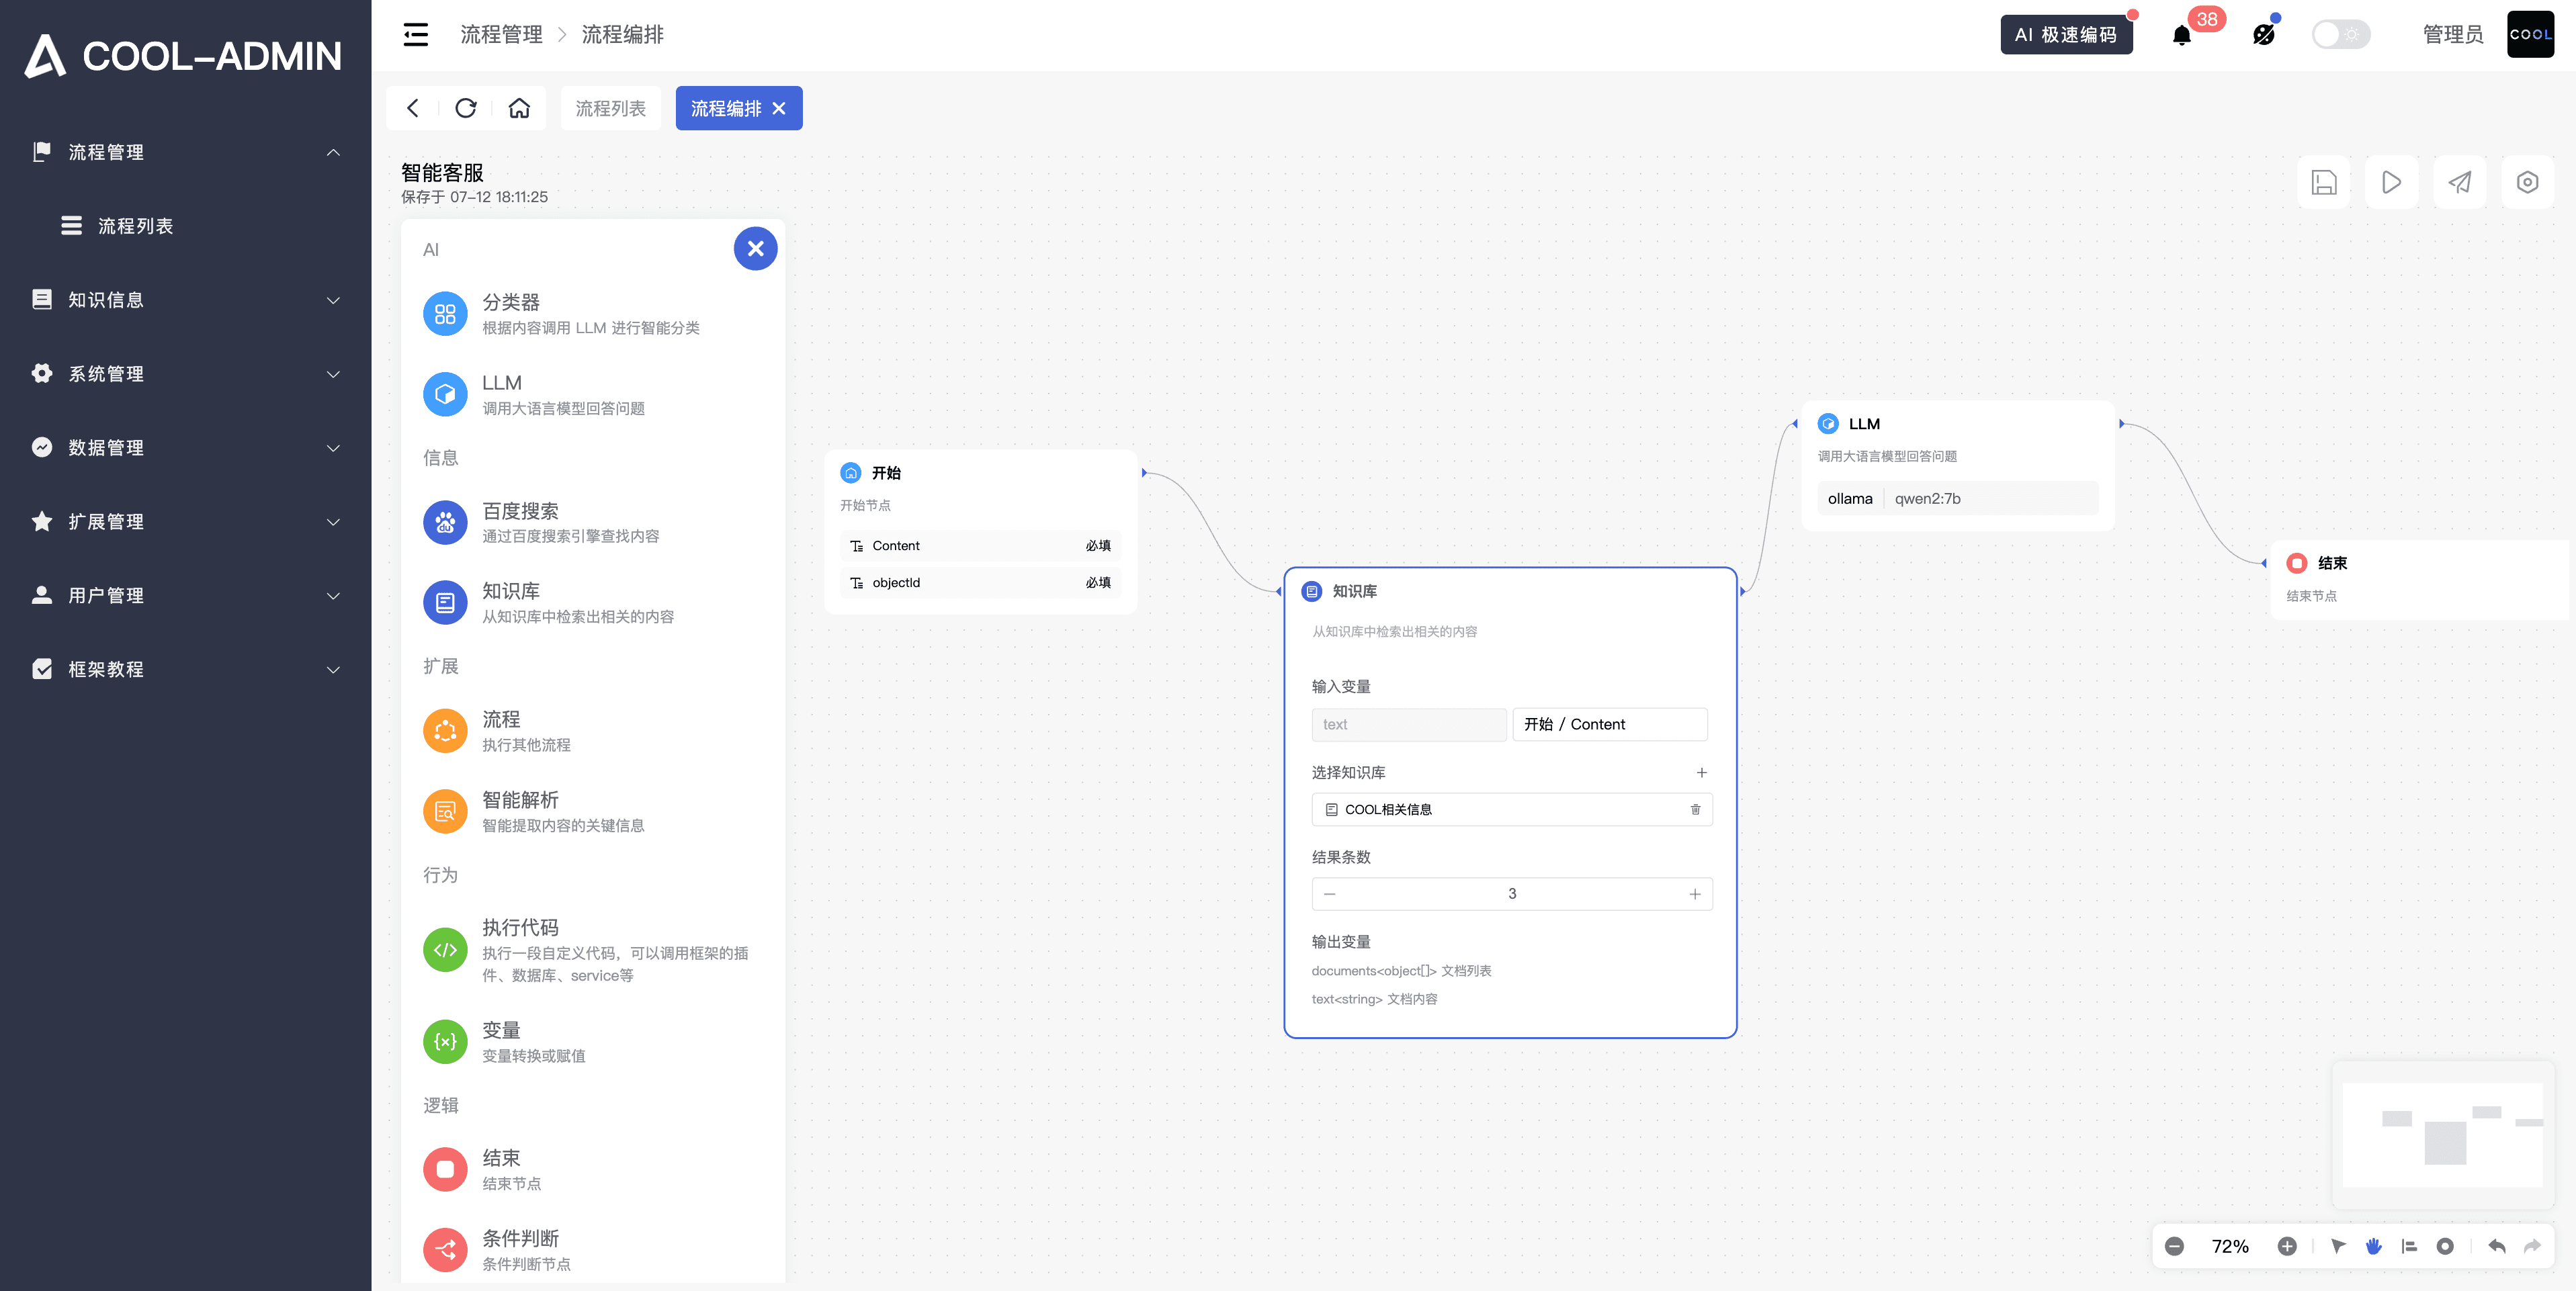 COOL-ADMIN
流程管理
流程列表
知识信息
系统管理
数据管理
扩展管理
用户管理
框架教程
流程管理 > 流程编排
AI 极速编码
38
管理员
COOL
流程列表
流程编排
智能客服
保存于 07-12 18:11:25
AI
分类器
根据内容调用 LLM 进行智能分类
LLM
调用大语言模型回答问题
信息
百度搜索
通过百度搜索引擎查找内容
知识库
从知识库中检索出相关的内容
扩展
流程
执行其他流程
智能解析
智能提取内容的关键信息
行为
执行代码
执行一段自定义代码，可以调用框架的插
件、数据库、service等
变量
变量转换或赋值
逻辑
结束
结束节点
条件判断
条件判断节点
开始
开始节点
Content 必填
objectId 必填
知识库
从知识库中检索出相关的内容
输入变量
text 开始 / Content
选择知识库
COOL相关信息
结果条数
3
输出变量
documents<object[]> 文档列表
text<string> 文档内容
LLM
调用大语言模型回答问题
ollama qwen2:7b
结束
结束节点
72%